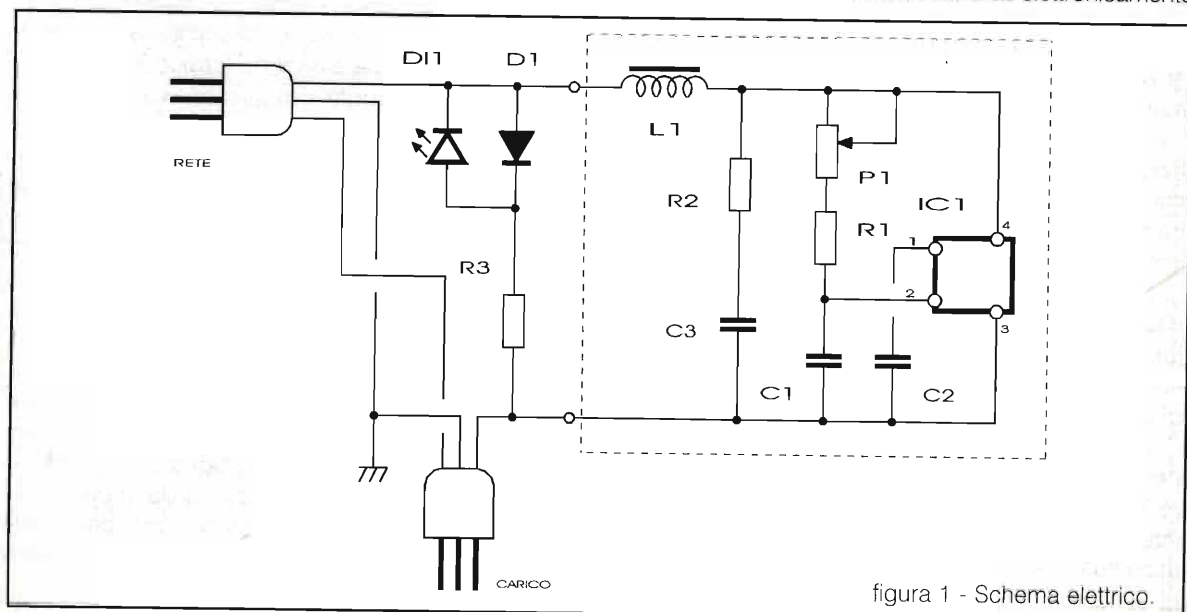 elettronicamente
DI1 D1
RETE
L1
R2
P1
IC1
R1
1
4
2
3
R3
C3
C1
C2
CARICO
figura 1 - Schema elettrico.